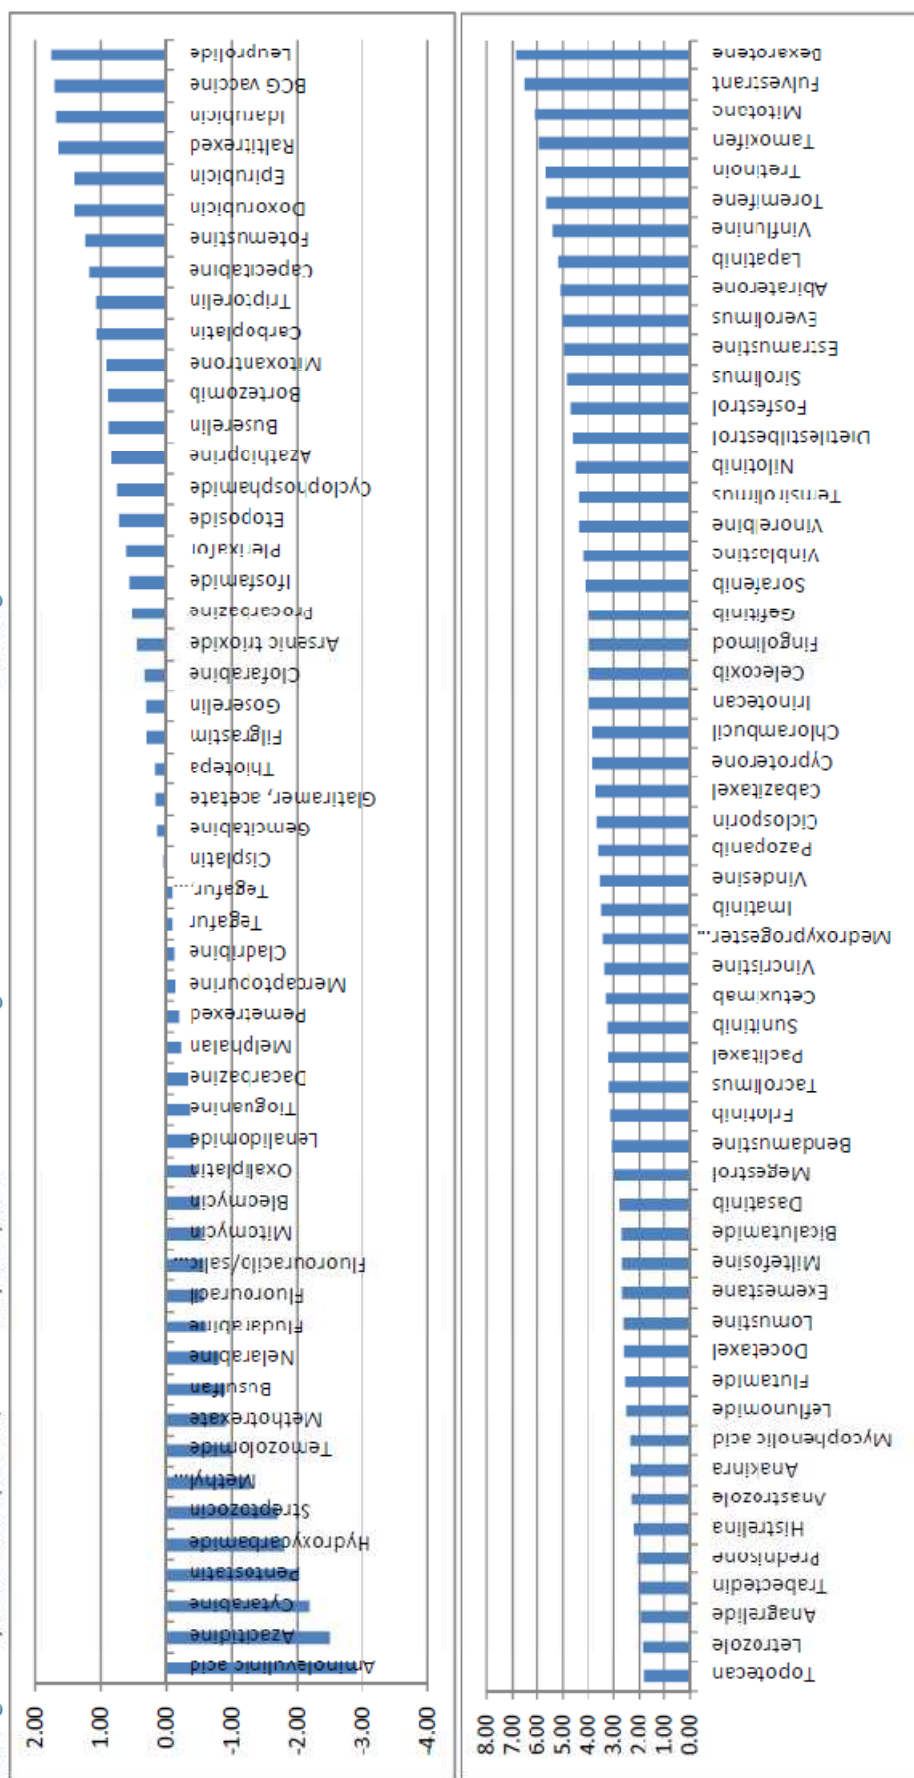 2.00
1.00
0.00
-1.00
-2.00
-3.00
-4.00
Aminolevulinic acid
Azacitidine
Cytarabine
Pentostatin
Hydroxycarbamide
Streptozocin
Methyl...
Temozolomide
Methotrexate
Busulfan
Nelarabine
Fludarabine
Fluorouracil
Fluorouracilo/salic...
Mitomycin
Bleomycin
Oxaliplatin
Lenalidomide
Tioguanine
Dacarbazine
Melphalan
Pemetrexed
Mercaptopurine
Cladribine
Tegafur
Tegafur,...
Cisplatin
Gemcitabine
Glatiramer, acetate
Thiotepa
Filgrastim
Goserelin
Clofarabine
Arsenic trioxide
Procarbazine
Ifosfamide
Plerixafor
Etoposide
Cyclophosphamide
Azathioprine
Buserelin
Bortezomib
Mitoxantrone
Carboplatin
Triptorelin
Capecitabine
Fotemustine
Doxorubicin
Epirubicin
Raltitrexed
Idarubicin
BCG vaccine
Leuprolide
8.00
7.00
6.00
5.00
4.00
3.00
2.00
1.00
0.00
Topotecan
Letrozole
Anagrelide
Trabectedin
Prednisone
Histrelina
Anastrozole
Anakinra
Mycophenolic acid
Leflunomide
Flutamide
Docetaxel
Lomustine
Exemestane
Miltefosine
Bicalutamide
Dasatinib
Megestrol
Bendamustine
Erlotinib
Tacrolimus
Paclitaxel
Sunitinib
Cetuximab
Vincristine
Medroxyprogester...
Imatinib
Vindesine
Pazopanib
Ciclosporin
Cabazitaxel
Cyproterone
Chlorambucil
Irinotecan
Celecoxib
Fingolimod
Gefitinib
Sorafenib
Vinblastine
Vinorelbine
Temsirolimus
Nilotinib
Dietilestilbestrol
Fosfestrol
Sirolimus
Estramustine
Everolimus
Abiraterone
Lapatinib
Vinflunine
Toremifene
Tretinoin
Tamoxifen
Mitotane
Fulvestrant
Bexarotene